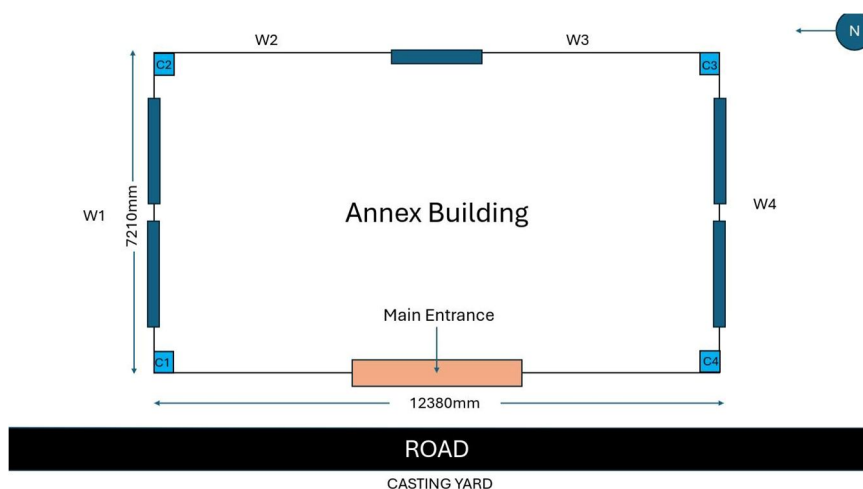 W2
W3
N
C2
C3
7210mm
W1
W4
Annex Building
Main Entrance
C1
C4
12380mm
ROAD
CASTING YARD